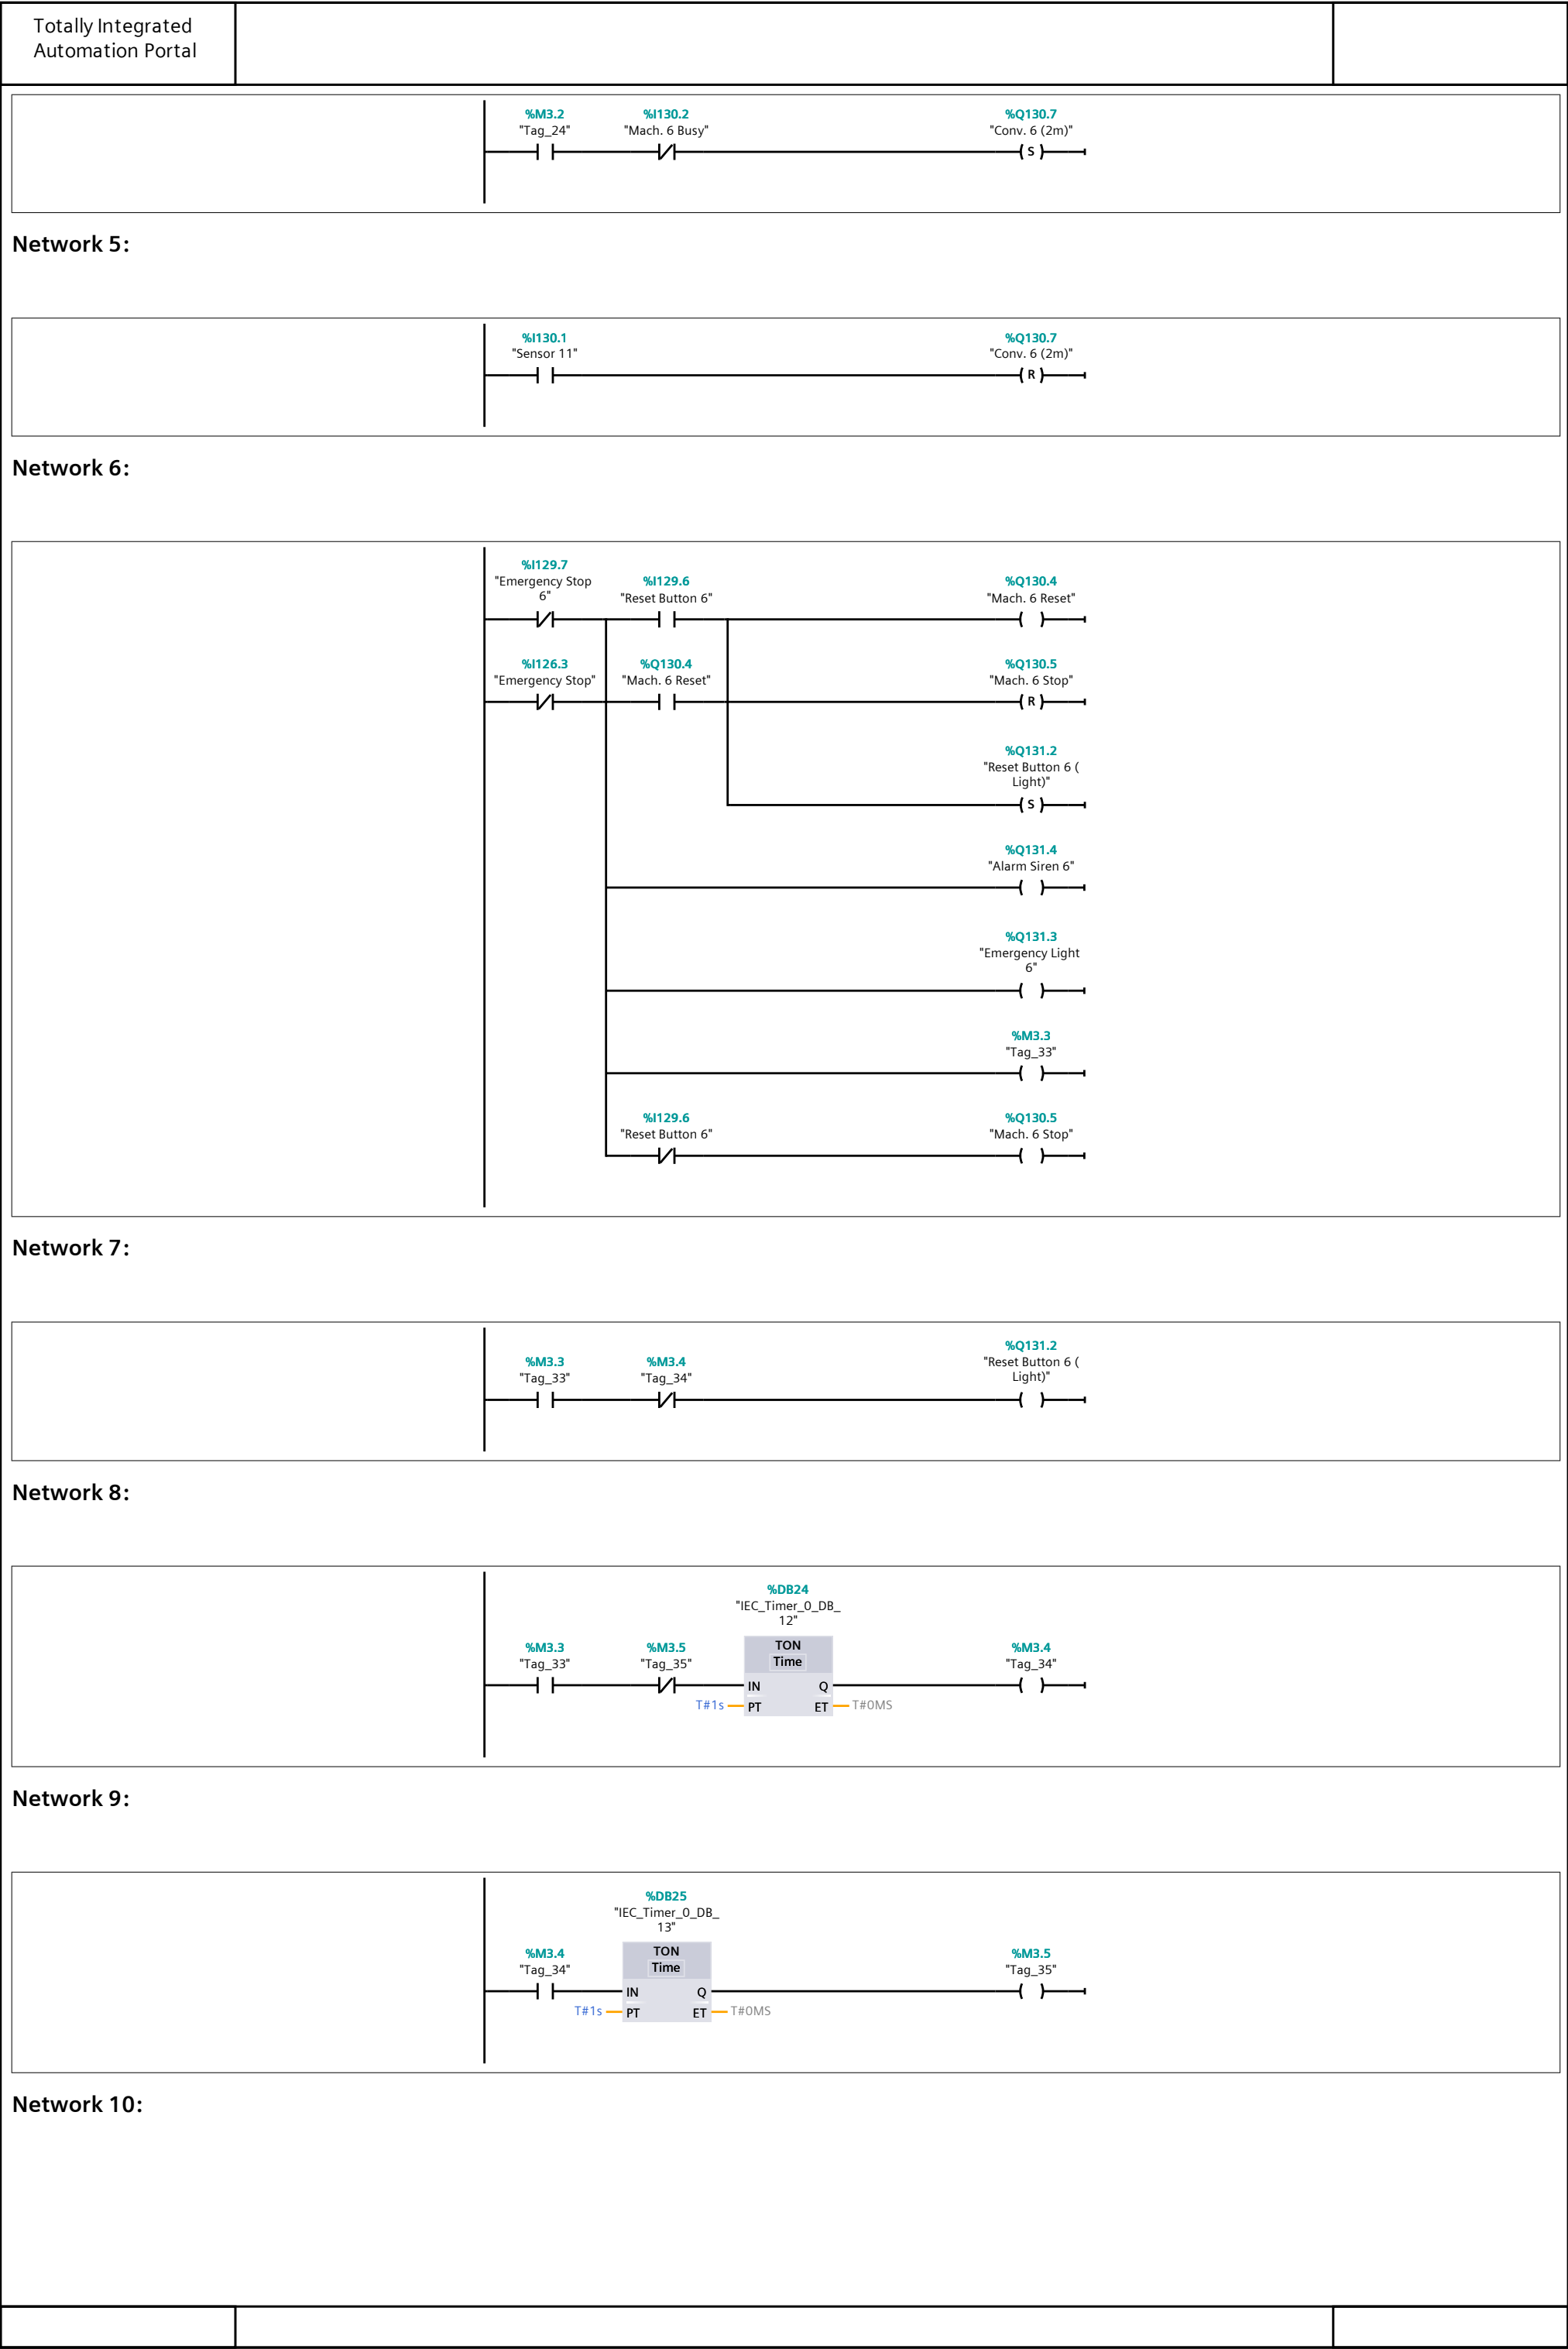 Totally Integrated
Automation Portal
%M3.2 %I130.2 %Q130.7
"Tag_24" "Mach. 6 Busy" "Conv. 6 (2m)"
S
Network 5:
%I130.1 %Q130.7
"Sensor 11" "Conv. 6 (2m)"
R
Network 6:
%I129.7
"Emergency Stop
6"
%I129.6 %Q130.4
"Reset Button 6" "Mach. 6 Reset"
%I126.3 %Q130.4 %Q130.5
"Emergency Stop" "Mach. 6 Reset" "Mach. 6 Stop"
R
%Q131.2
"Reset Button 6 (
Light)"
S
%Q131.4
"Alarm Siren 6"
%Q131.3
"Emergency Light
6"
%M3.3
"Tag_33"
%I129.6 %Q130.5
"Reset Button 6" "Mach. 6 Stop"
Network 7:
%Q131.2
"Reset Button 6 (
Light)"
%M3.3 %M3.4
"Tag_33" "Tag_34"
Network 8:
%DB24
"IEC_Timer_0_DB_
12"
TON
Time
%M3.3 %M3.5 %M3.4
"Tag_33" "Tag_35" "Tag_34"
IN Q
T#1s PT ET T#0MS
Network 9:
%DB25
"IEC_Timer_0_DB_
13"
TON
Time
%M3.4 %M3.5
"Tag_34" "Tag_35"
IN Q
T#1s PT ET T#0MS
Network 10: